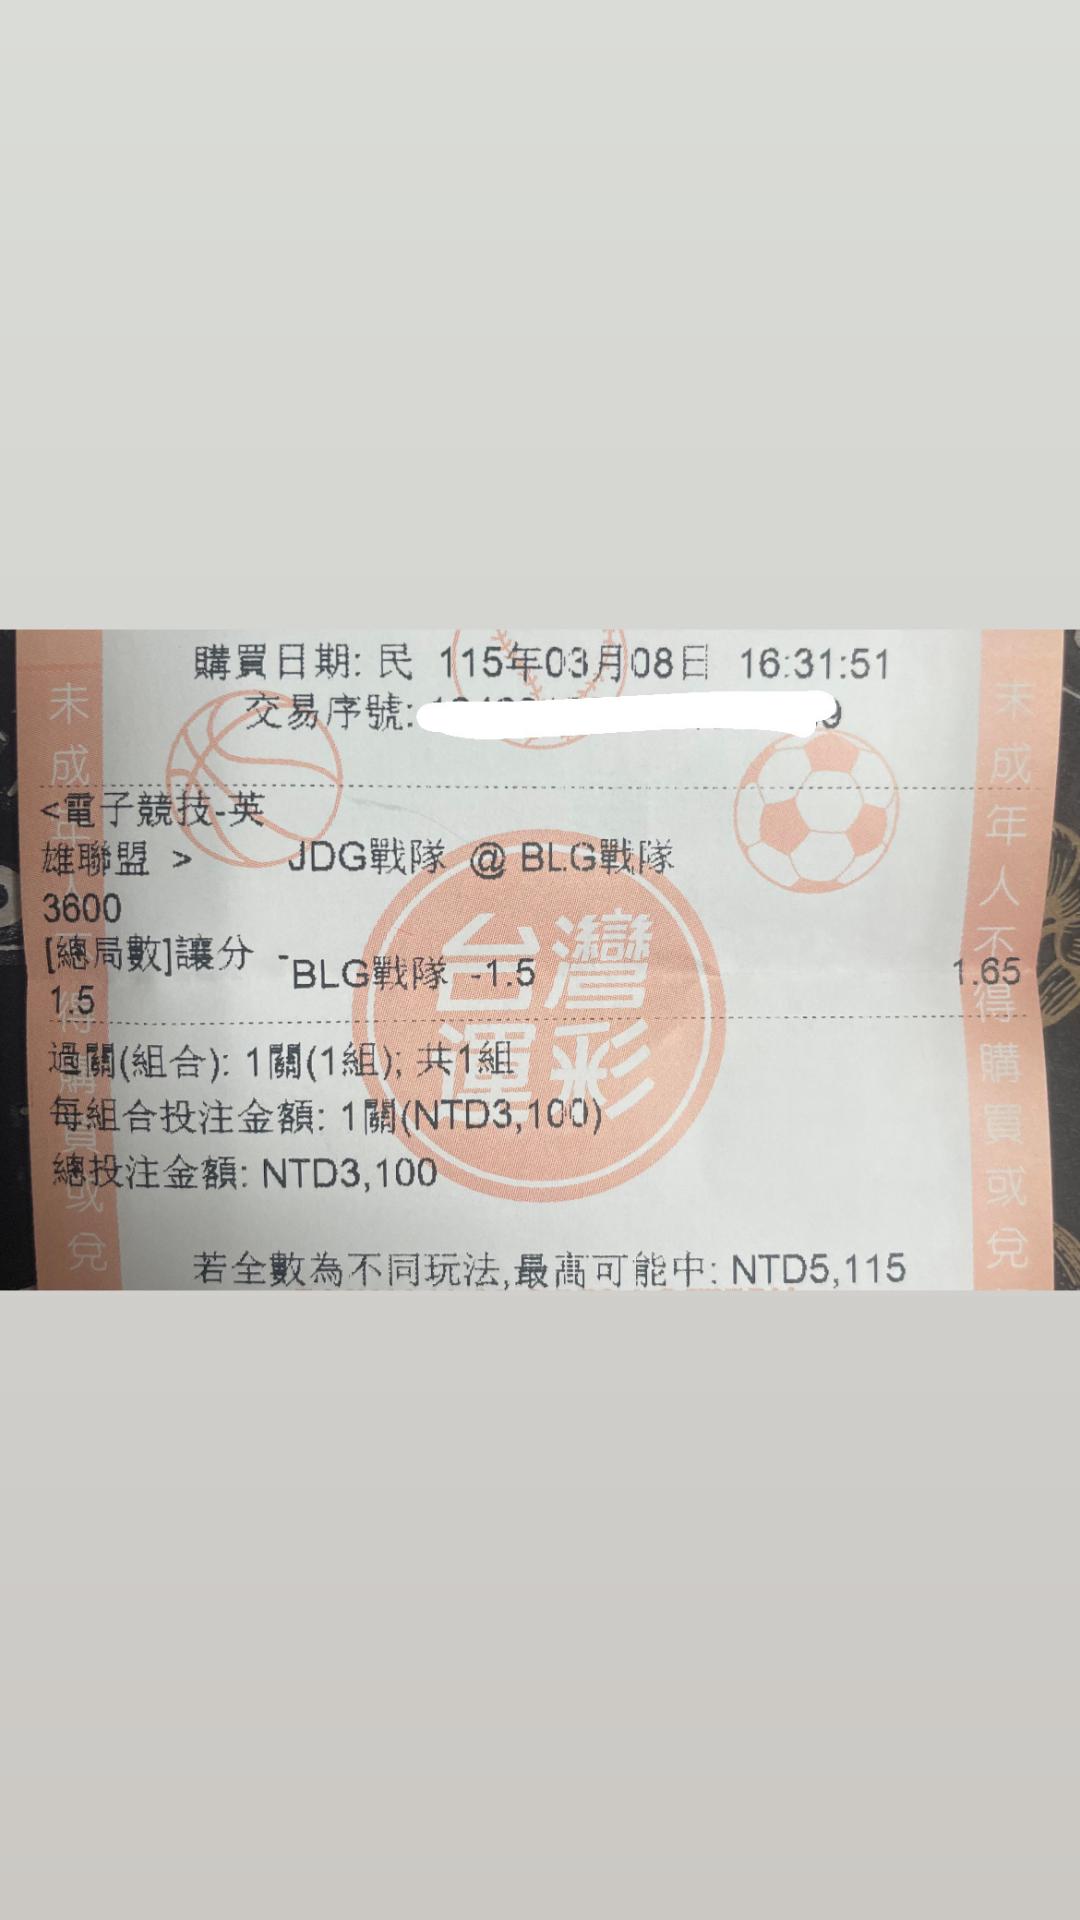 購買日期: 民 115年03月08日 16:31:51
交易序號:
<電子競技-英
雄聯盟 > JDG戰隊 @ BLG戰隊
3600
[總局數]讓分 -
BLG戰隊 -1.5 1.65
1.5
過關(組合): 1關(1組); 共1組
每組合投注金額: 1關(NTD3,100)
總投注金額: NTD3,100
若全數為不同玩法,最高可能中: NTD5,115
台灣
運彩
未成年人不得購買或兌
未成年人不得購買或兌